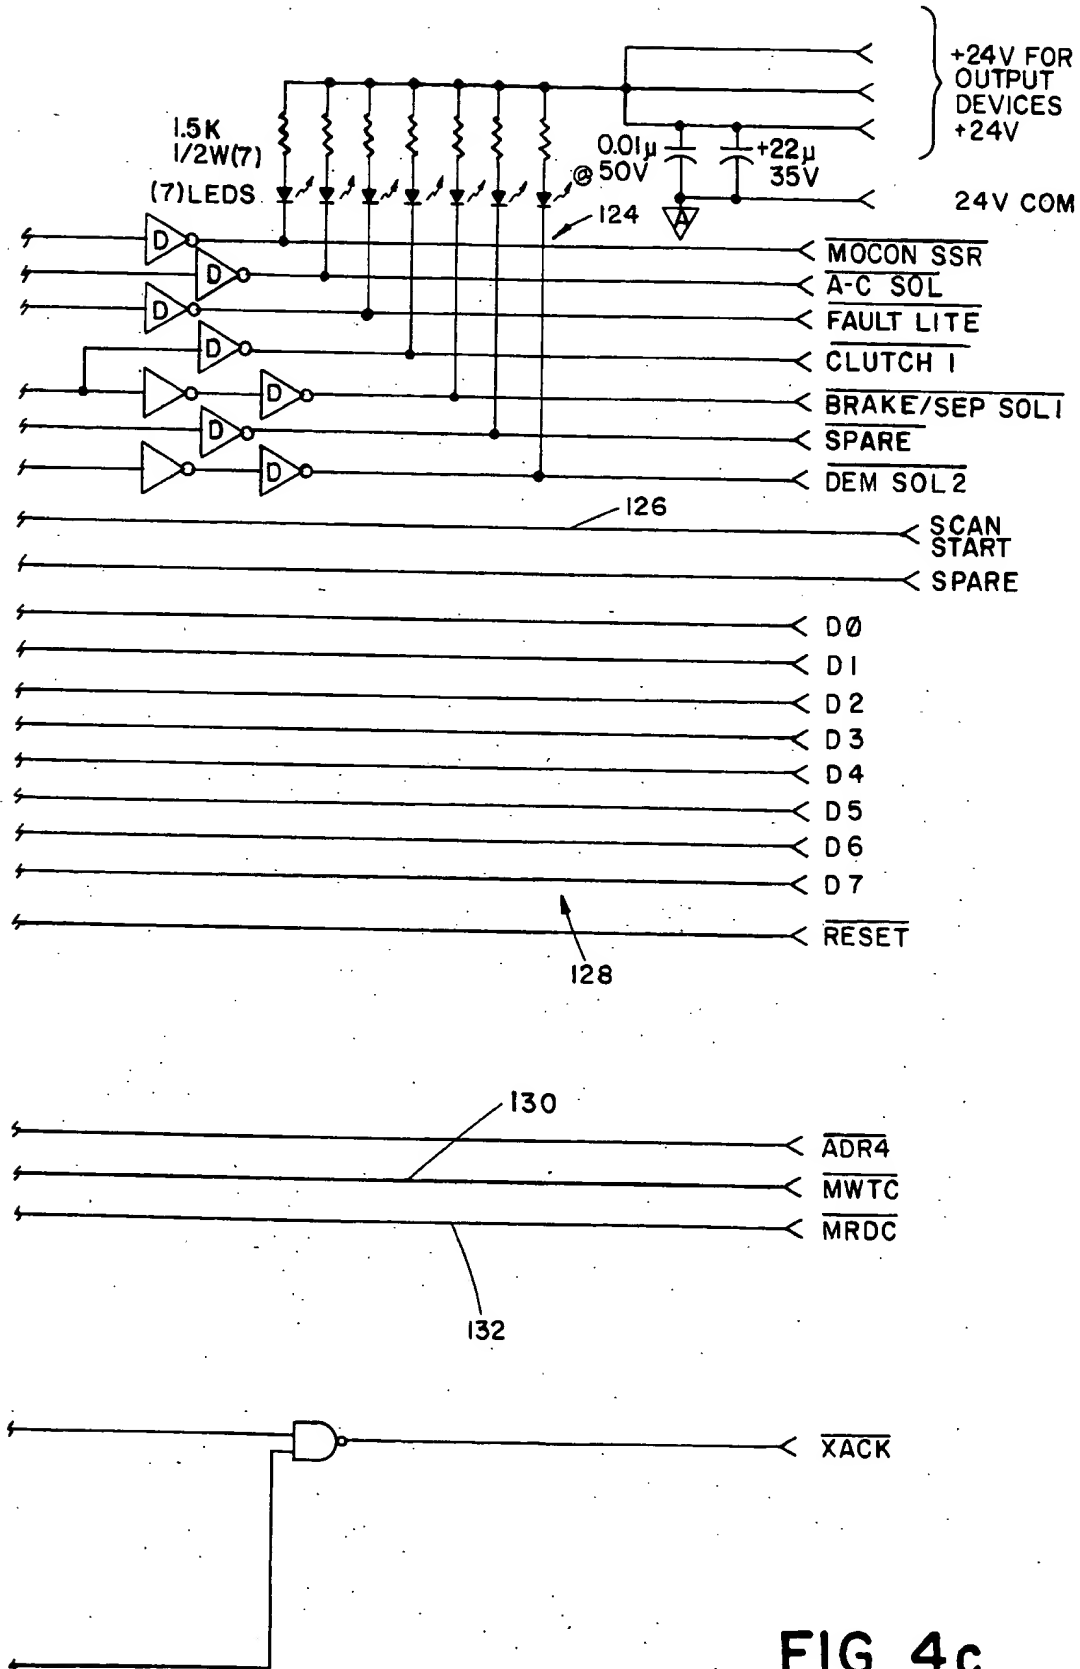 +24V FOR
OUTPUT
DEVICES
+24V
1.5K
1/2W(7)
0.01µ
@ 50V
+22µ
35V
(7)LEDS
24V COM
A
124
D
MOCON SSR
D
A-C SOL
D
FAULT LITE
D
CLUTCH 1
D
BRAKE/SEP SOL1
D
SPARE
D
DEM SOL2
126
SCAN
START
SPARE
DØ
D1
D2
D3
D4
D5
D6
D7
RESET
128
130
ADR4
MWTC
MRDC
132
XACK
FIG 4c